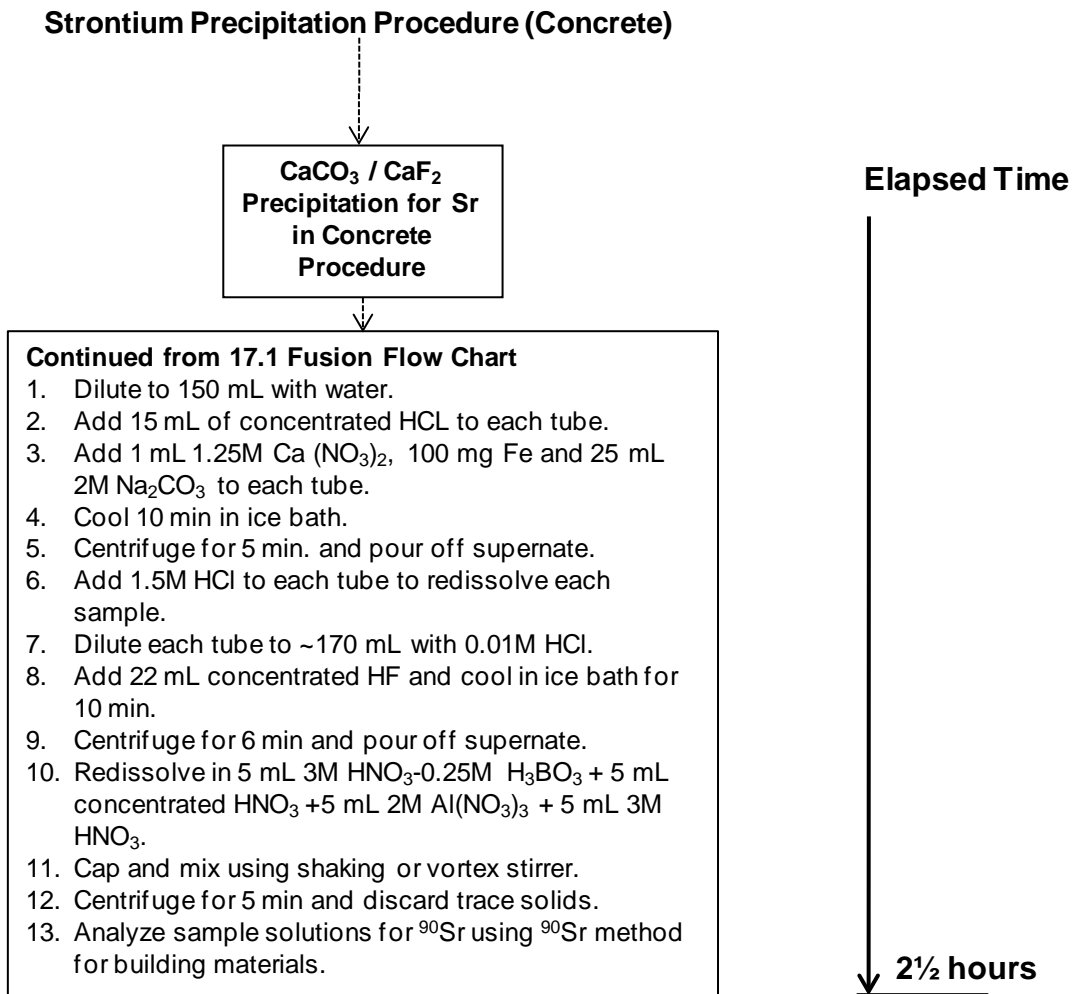 Strontium Precipitation Procedure (Concrete)
CaCO₃ / CaF₂
Precipitation for Sr
in Concrete
Procedure
Elapsed Time
Continued from 17.1 Fusion Flow Chart
1. Dilute to 150 mL with water.
2. Add 15 mL of concentrated HCL to each tube.
3. Add 1 mL 1.25M Ca (NO₃)₂, 100 mg Fe and 25 mL
2M Na₂CO₃ to each tube.
4. Cool 10 min in ice bath.
5. Centrifuge for 5 min. and pour off supernate.
6. Add 1.5M HCl to each tube to redissolve each
sample.
7. Dilute each tube to ~170 mL with 0.01M HCl.
8. Add 22 mL concentrated HF and cool in ice bath for
10 min.
9. Centrifuge for 6 min and pour off supernate.
10. Redissolve in 5 mL 3M HNO₃-0.25M H₃BO₃ + 5 mL
concentrated HNO₃ +5 mL 2M Al(NO₃)₃ + 5 mL 3M
HNO₃.
11. Cap and mix using shaking or vortex stirrer.
12. Centrifuge for 5 min and discard trace solids.
13. Analyze sample solutions for ⁹⁰Sr using ⁹⁰Sr method
for building materials.
2½ hours